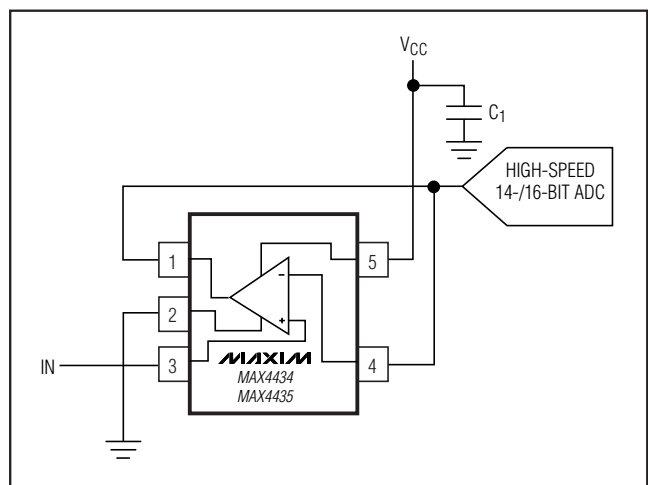 VCC
C1
HIGH-SPEED
14-/16-BIT ADC
1
5
-
2
+
IN
3
4
MAXIM
MAX4434
MAX4435